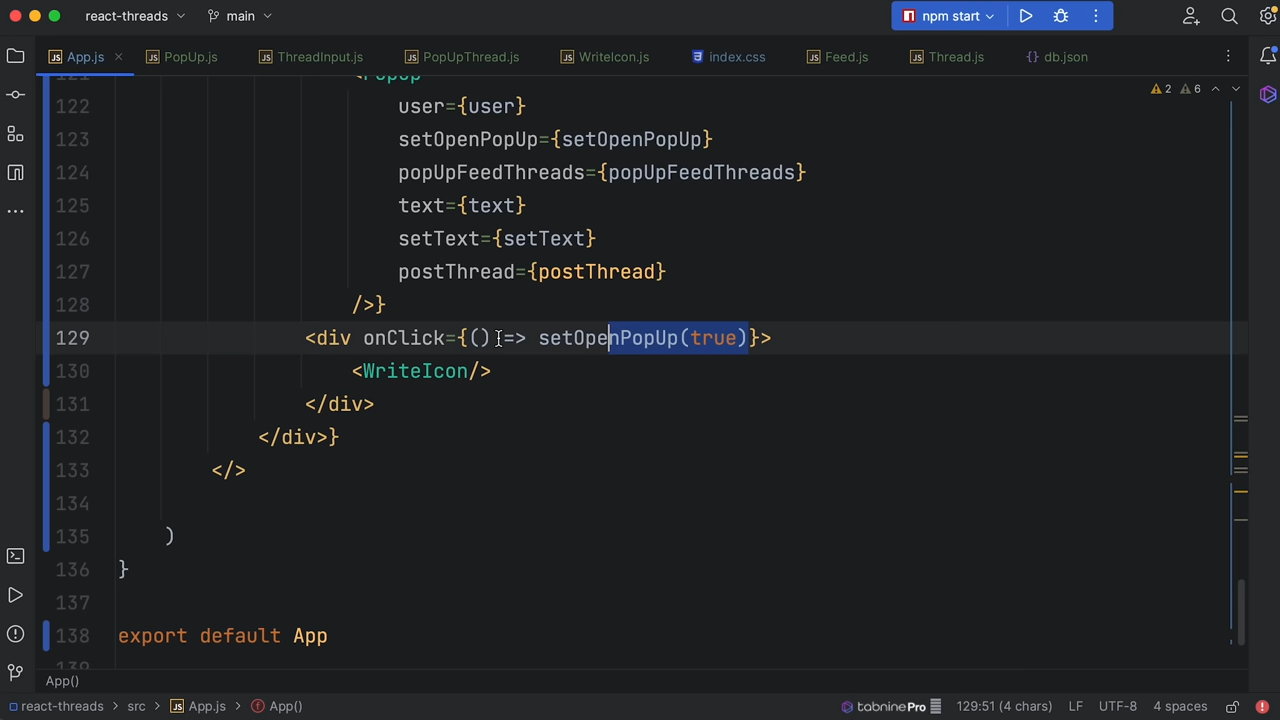 react-threads main npm start
App.js PopUp.js ThreadInput.js PopUpThread.js WriteIcon.js index.css Feed.js Thread.js {} db.json
121 <PopUp 2 6
122 user={user}
123 setOpenPopUp={setOpenPopUp}
124 popUpFeedThreads={popUpFeedThreads}
125 text={text}
126 setText={setText}
127 postThread={postThread}
128 />}
129 <div onClick={() => setOpenPopUp(true)}>
130 <WriteIcon/>
131 </div>
132 </div>}
133 </>
134
135 )
136 }
137
138 export default App
139
App()
react-threads > src > App.js > App() tabnine Pro 129:51 (4 chars) LF UTF-8 4 spaces